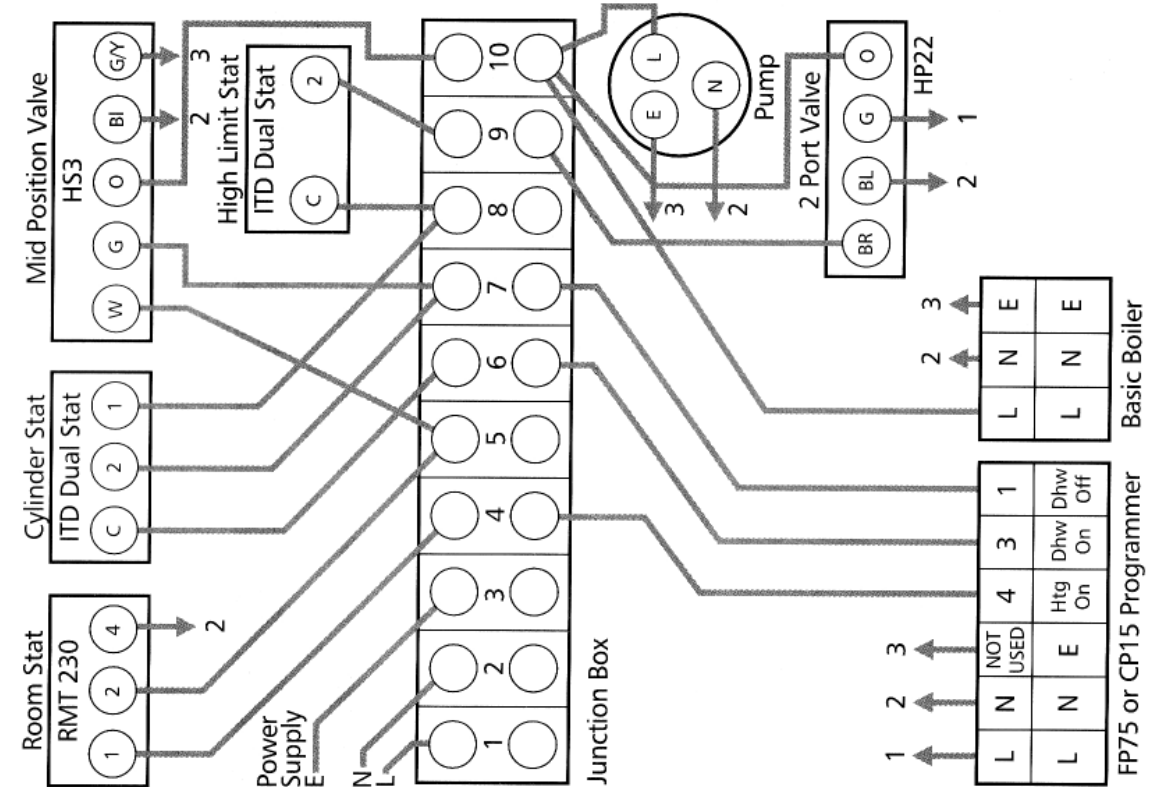 Room Stat
RMT 230
1
2
4
2
Cylinder Stat
ITD Dual Stat
C
2
1
Mid Position Valve
HS3
W
G
O
Bl
G/Y
2
3
High Limit Stat
ITD Dual Stat
C
2
Power
Supply
E
N
L
1
2
3
4
5
6
7
8
9
10
Junction Box
L
E
N
Pump
3
2
2 Port Valve
BR
BL
G
O
HP22
2
1
1
2
3
L
N
NOT
USED
4
3
1
L
N
E
Htg
On
Dhw
On
Dhw
Off
FP75 or CP15 Programmer
2
3
L
N
E
L
N
E
Basic Boiler